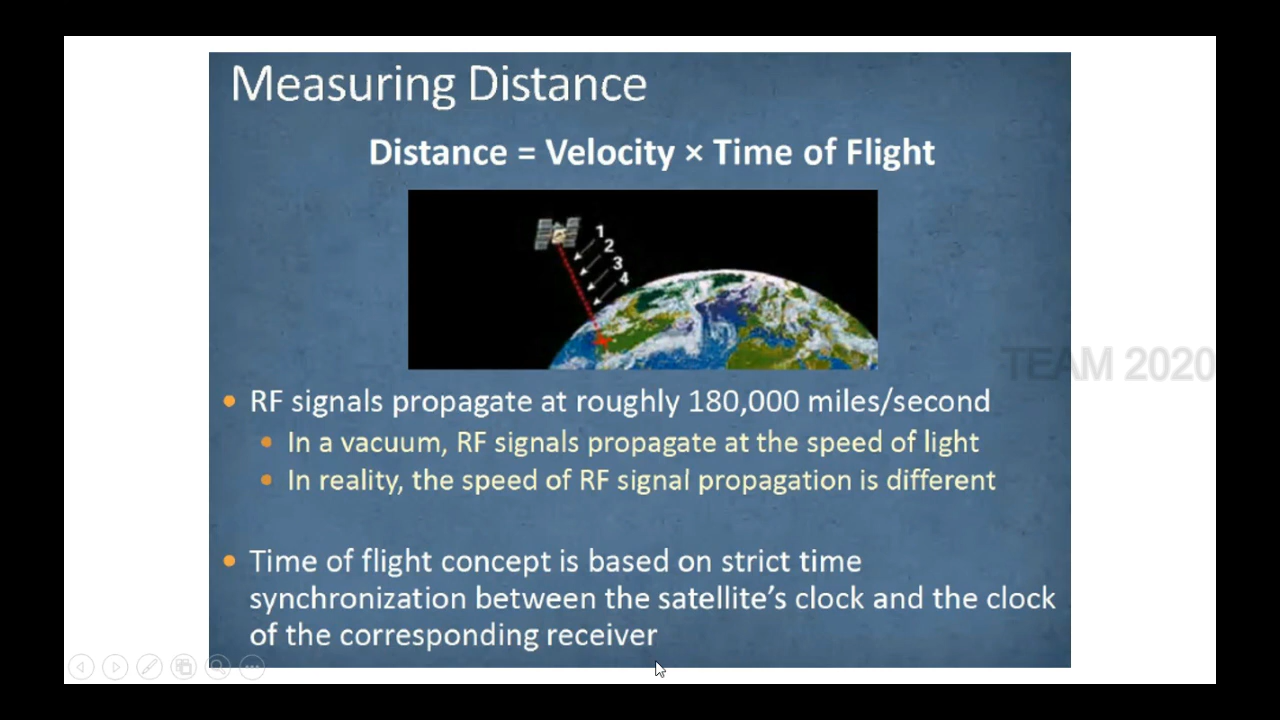 Measuring Distance
Distance = Velocity × Time of Flight
1
2
3
4
TEAM 2020
• RF signals propagate at roughly 180,000 miles/second
• In a vacuum, RF signals propagate at the speed of light
• In reality, the speed of RF signal propagation is different
• Time of flight concept is based on strict time
synchronization between the satellite’s clock and the clock
of the corresponding receiver